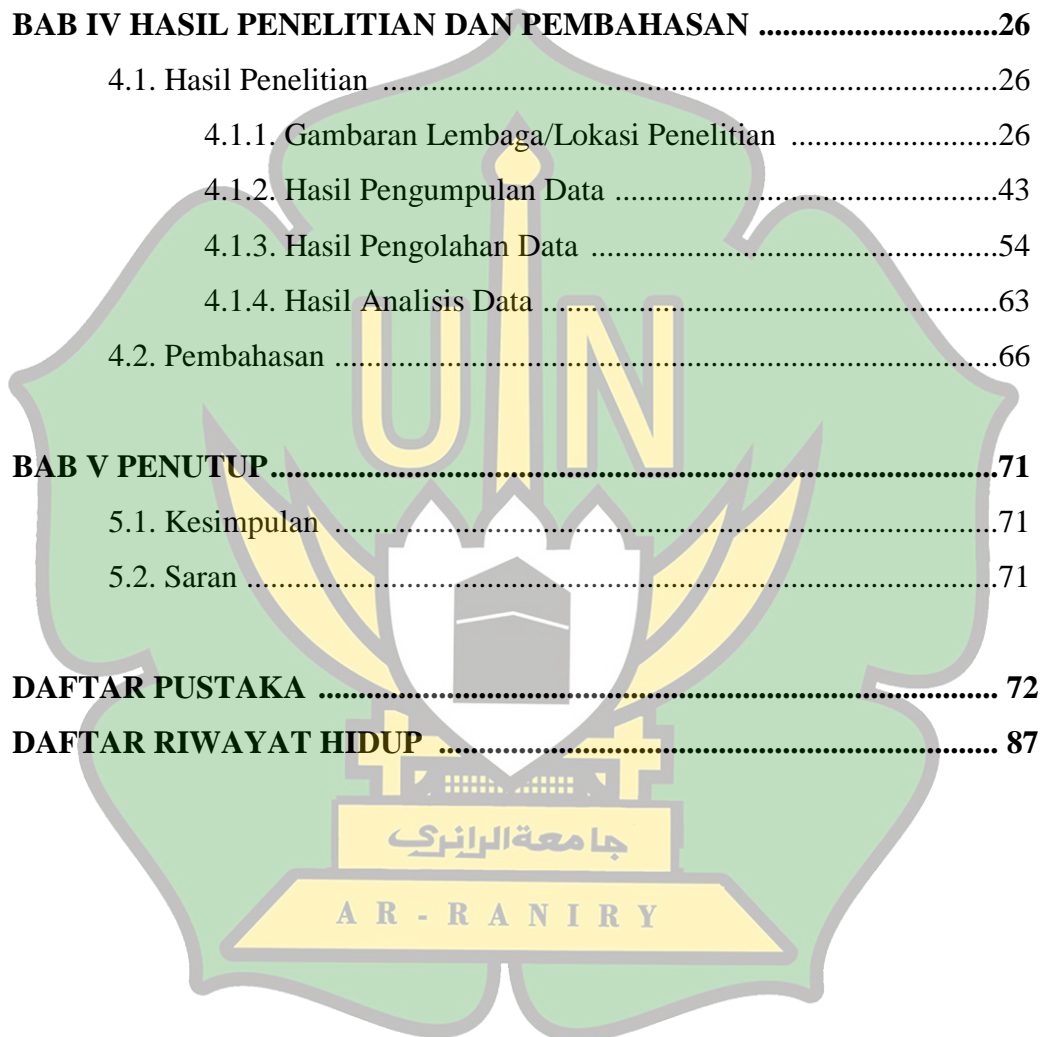 BAB IV HASIL PENELITIAN DAN PEMBAHASAN .............................26
4.1. Hasil Penelitian ..................................................................................26
4.1.1. Gambaran Lembaga/Lokasi Penelitian ...............................26
4.1.2. Hasil Pengumpulan Data ...................................................43
4.1.3. Hasil Pengolahan Data ......................................................54
4.1.4. Hasil Analisis Data ............................................................63
4.2. Pembahasan ........................................................................................66
UIN
BAB V PENUTUP...........................................................................................71
5.1. Kesimpulan ........................................................................................71
5.2. Saran ...................................................................................................71
DAFTAR PUSTAKA ..................................................................................... 72
DAFTAR RIWAYAT HIDUP ...................................................................... 87
جامعة الرانري
AR-RANIRY